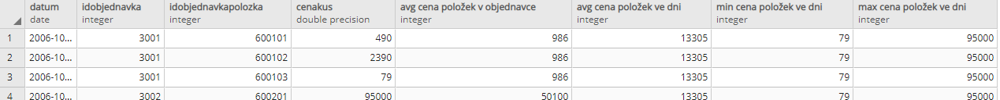 datum idobjednavka idobjednavkapolozka cenakus avg cena položek v objednavce avg cena položek ve dni min cena položek ve dni max cena položek ve dni
date integer integer double precision integer integer integer integer
1 2006-10... 3001 600101 490 986 13305 79 95000
2 2006-10... 3001 600102 2390 986 13305 79 95000
3 2006-10... 3001 600103 79 986 13305 79 95000
4 2006-10... 3002 600201 95000 50100 13305 79 95000